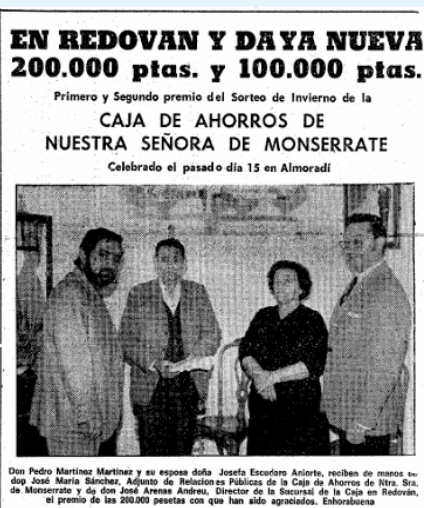 EN REDOVAN Y DAYA NUEVA
200.000 ptas. y 100.000 ptas.
Primero y Segundo premio del Sorteo de Invierno de la
CAJA DE AHORROS DE
NUESTRA SEÑORA DE MONSERRATE
Celebrado el pasado día 15 en Almoradí
Don Pedro Martínez Martínez y su esposa doña Josefa Escudero Aniorte, reciben de manos de
don José María Sánchez, Adjunto de Relaciones Públicas de la Caja de Ahorros de Ntra. Sra.
de Monserrate y de don José Arenas Andreu, Director de la Sucursal de la Caja en Redován,
el premio de las 200.000 pesetas con que han sido agraciados. Enhorabuena